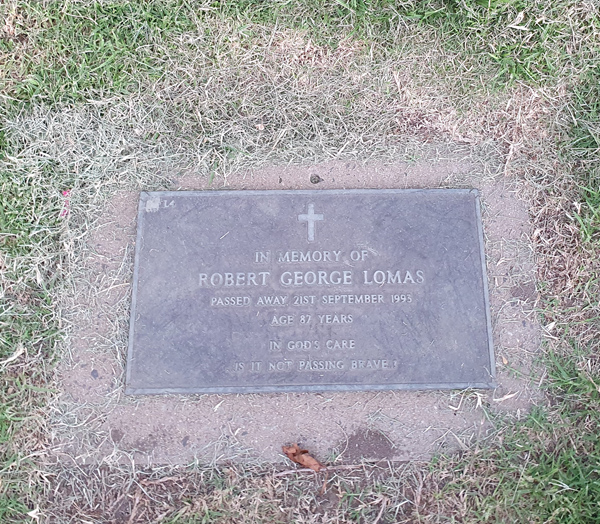 IN MEMORY OF
ROBERT GEORGE LOMAS
PASSED AWAY 21ST SEPTEMBER 1993
AGE 87 YEARS
IN GOD'S CARE
IS IT NOT PASSING BRAVE!